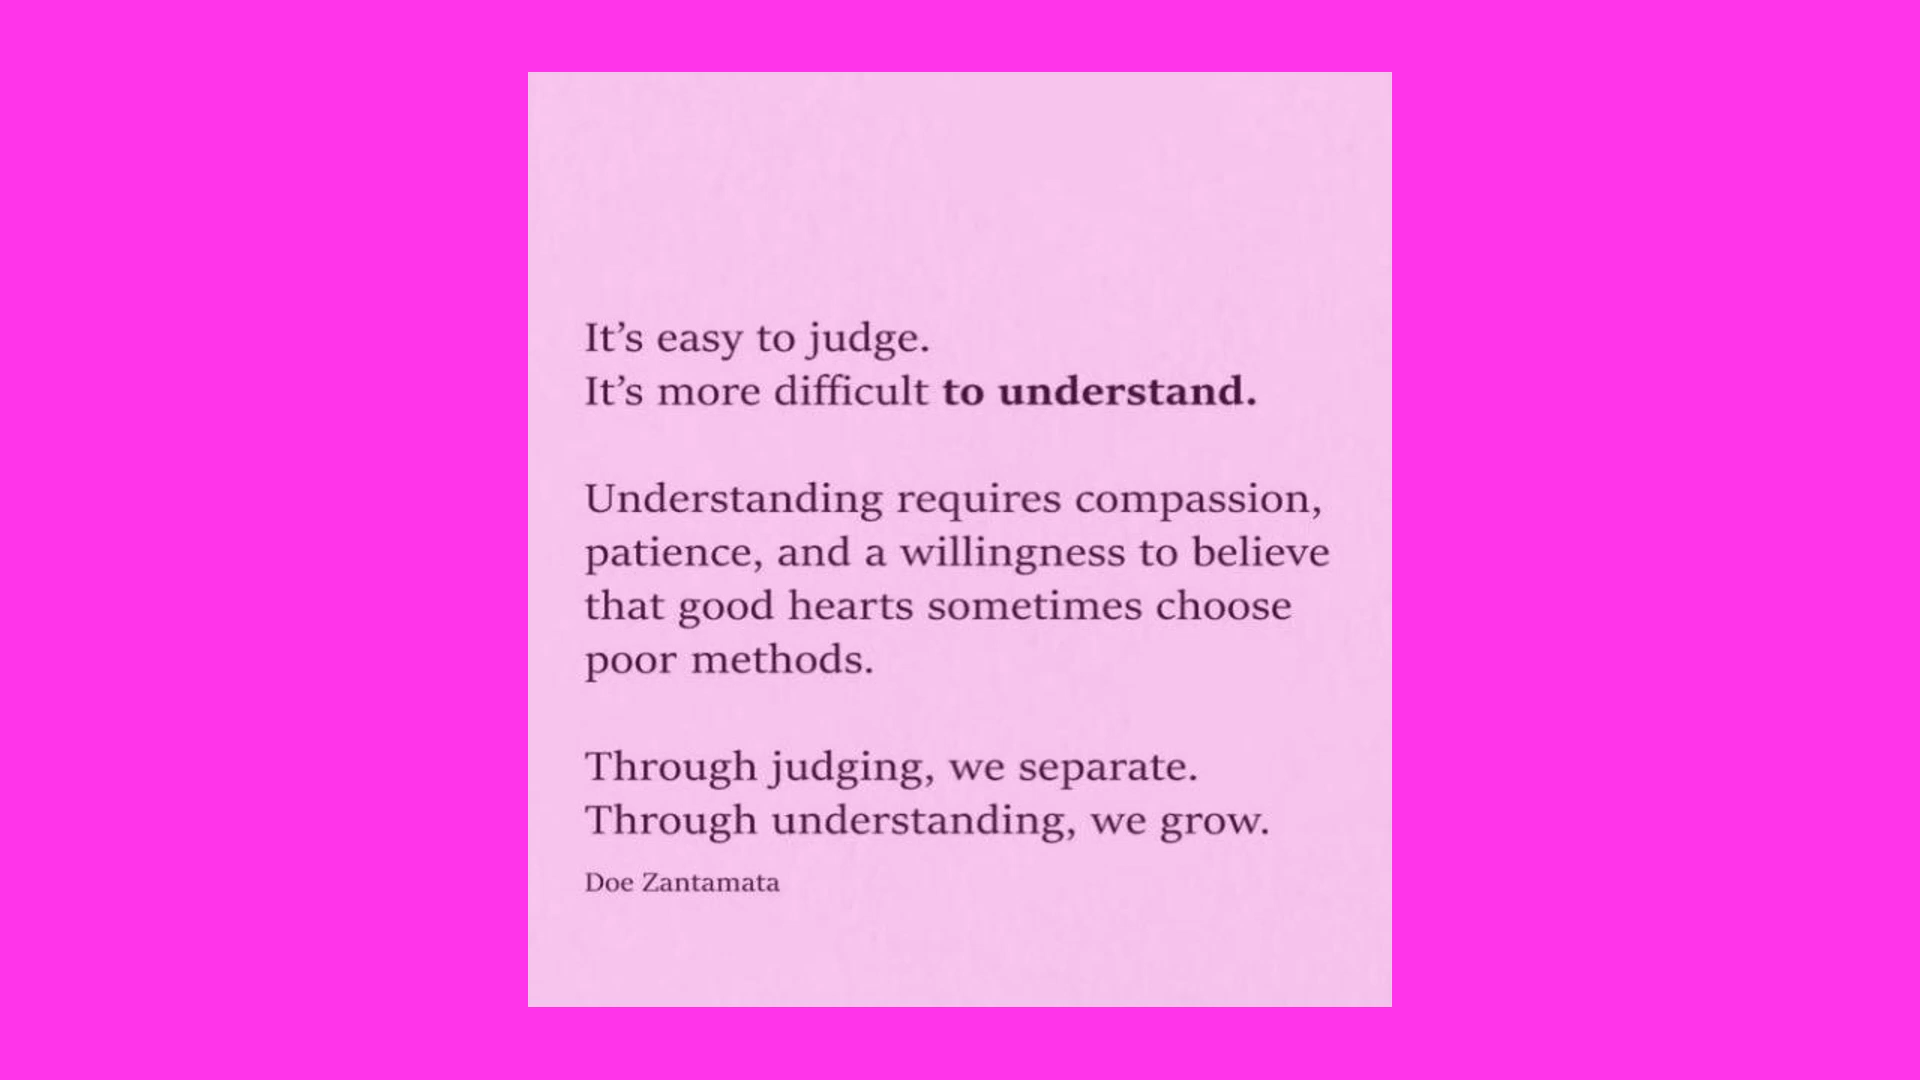 It’s easy to judge.
It’s more difficult to understand.
Understanding requires compassion,
patience, and a willingness to believe
that good hearts sometimes choose
poor methods.
Through judging, we separate.
Through understanding, we grow.
Doe Zantamata